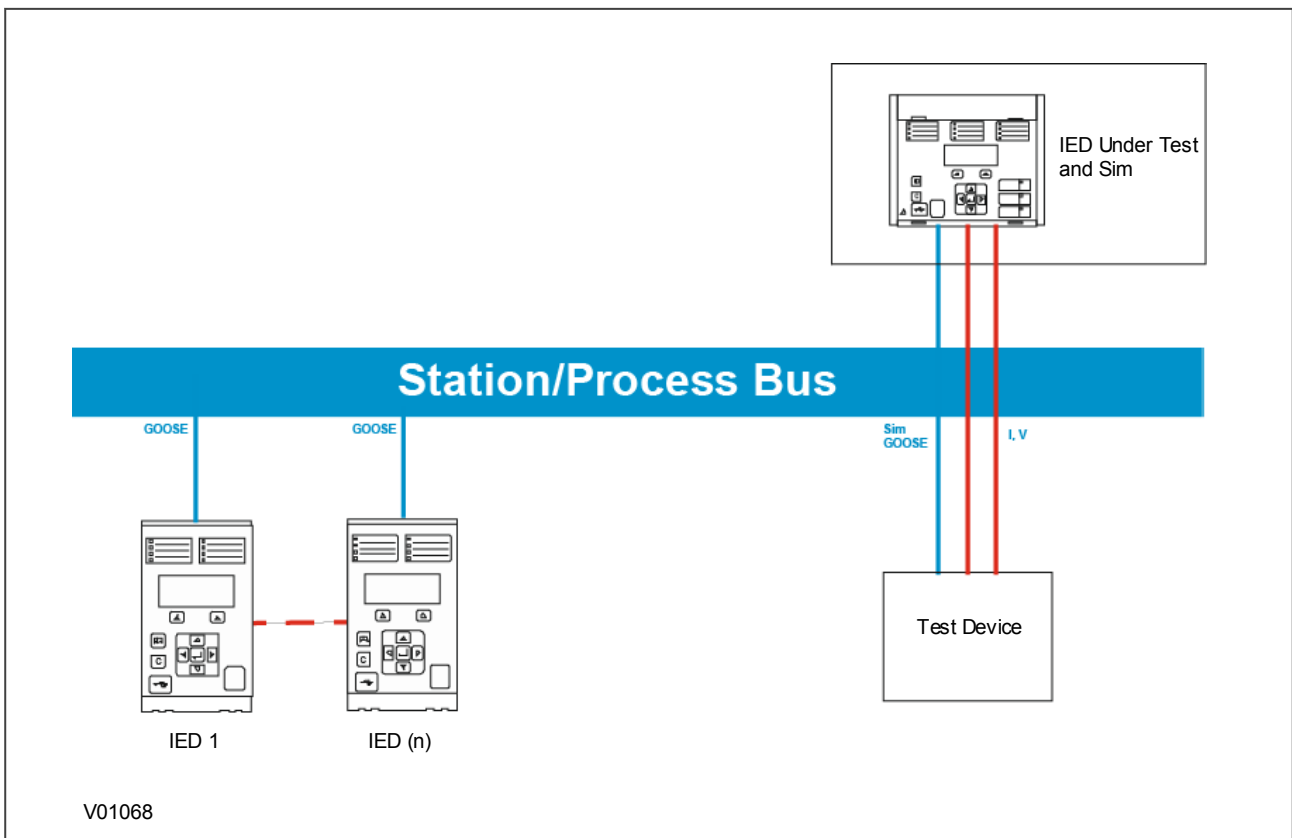 IED Under Test
and Sim
Station/Process Bus
GOOSE
GOOSE
Sim
GOOSE
I, V
Test Device
C
C
C
IED 1
IED (n)
V01068